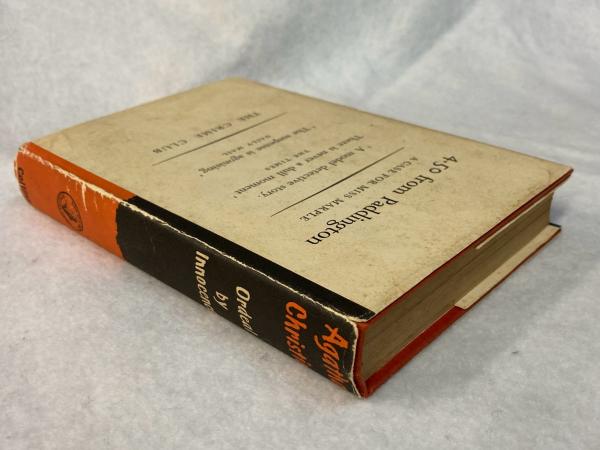 4·50 from Paddington
A CASE FOR MISS MARPLE
'A model detective story.
There is never a dull moment'
THE TIMES
'The suspense is agonising'
DAILY MAIL
THE CRIME CLUB
Agatha
Christie
Ordeal
by
Innocence